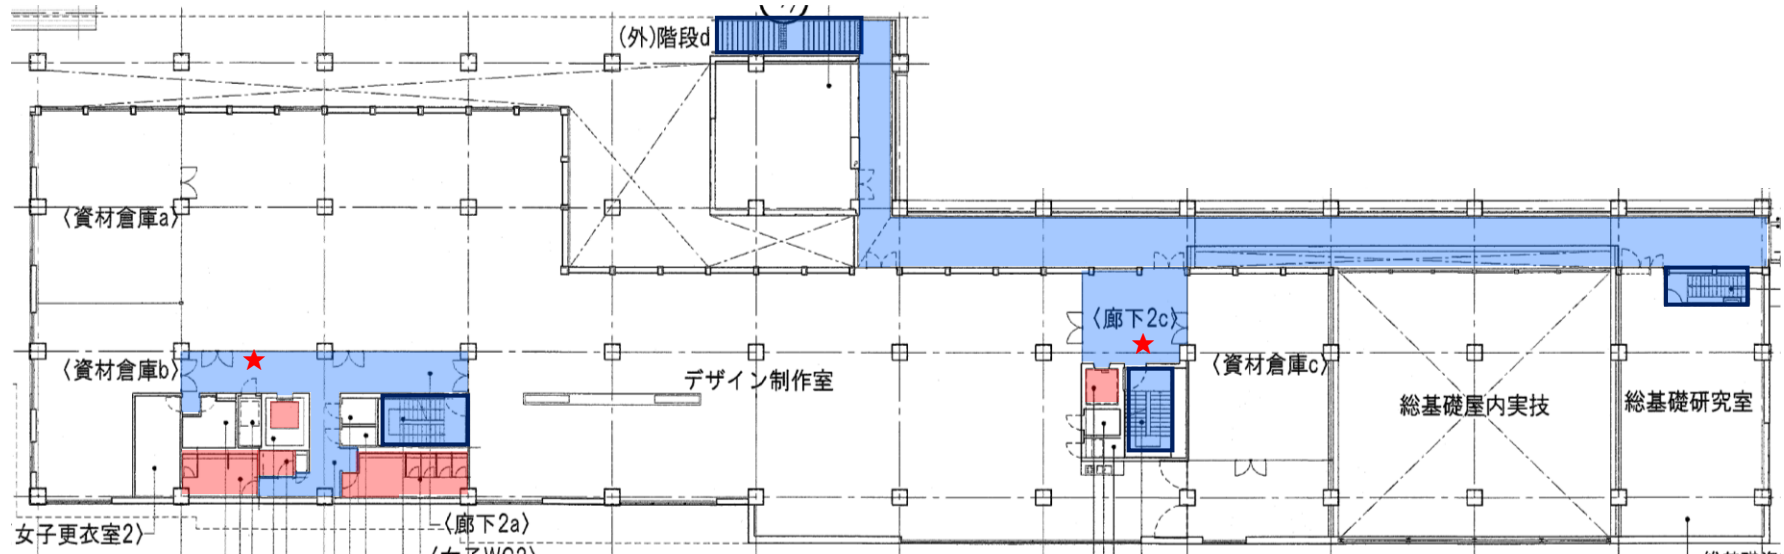 (外)階段d
〈資材倉庫a〉
〈廊下2c〉
〈資材倉庫b〉
〈資材倉庫c〉
デザイン制作室
総基礎屋内実技
総基礎研究室
女子更衣室2〉
〈廊下2a〉